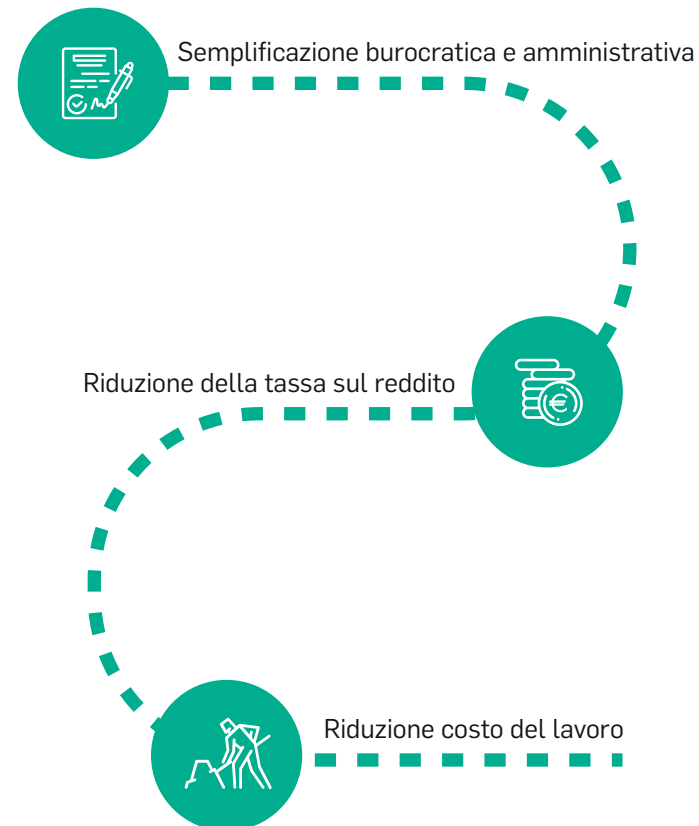 Semplificazione burocratica e amministrativa
Riduzione della tassa sul reddito
€
Riduzione costo del lavoro